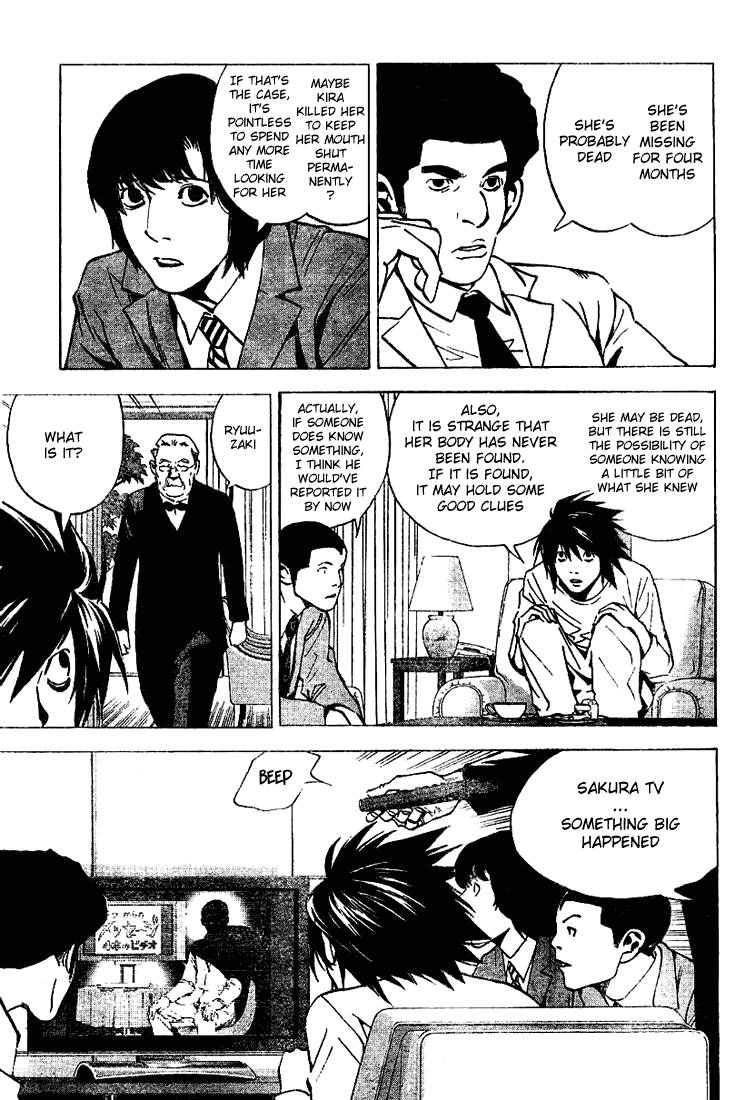 SHE'S
BEEN
MISSING
FOR FOUR
MONTHS
SHE'S
PROBABLY
DEAD
MAYBE
KIRA
KILLED HER
TO KEEP
HER MOUTH
SHUT
PERMA-
NENTLY
?
IF THAT'S
THE CASE,
IT'S
POINTLESS
TO SPEND
ANY MORE
TIME
LOOKING
FOR HER
SHE MAY BE DEAD,
BUT THERE IS STILL
THE POSSIBILITY OF
SOMEONE KNOWING
A LITTLE BIT OF
WHAT SHE KNEW
ALSO,
IT IS STRANGE THAT
HER BODY HAS NEVER
BEEN FOUND.
IF IT IS FOUND,
IT MAY HOLD SOME
GOOD CLUES
ACTUALLY,
IF SOMEONE
DOES KNOW
SOMETHING,
I THINK HE
WOULD'VE
REPORTED
IT BY
NOW
RYUU-
ZAKI
WHAT
IS IT?
SAKURA TV
...
SOMETHING BIG
HAPPENED
BEEP
からの
メッセージ
ビデオ